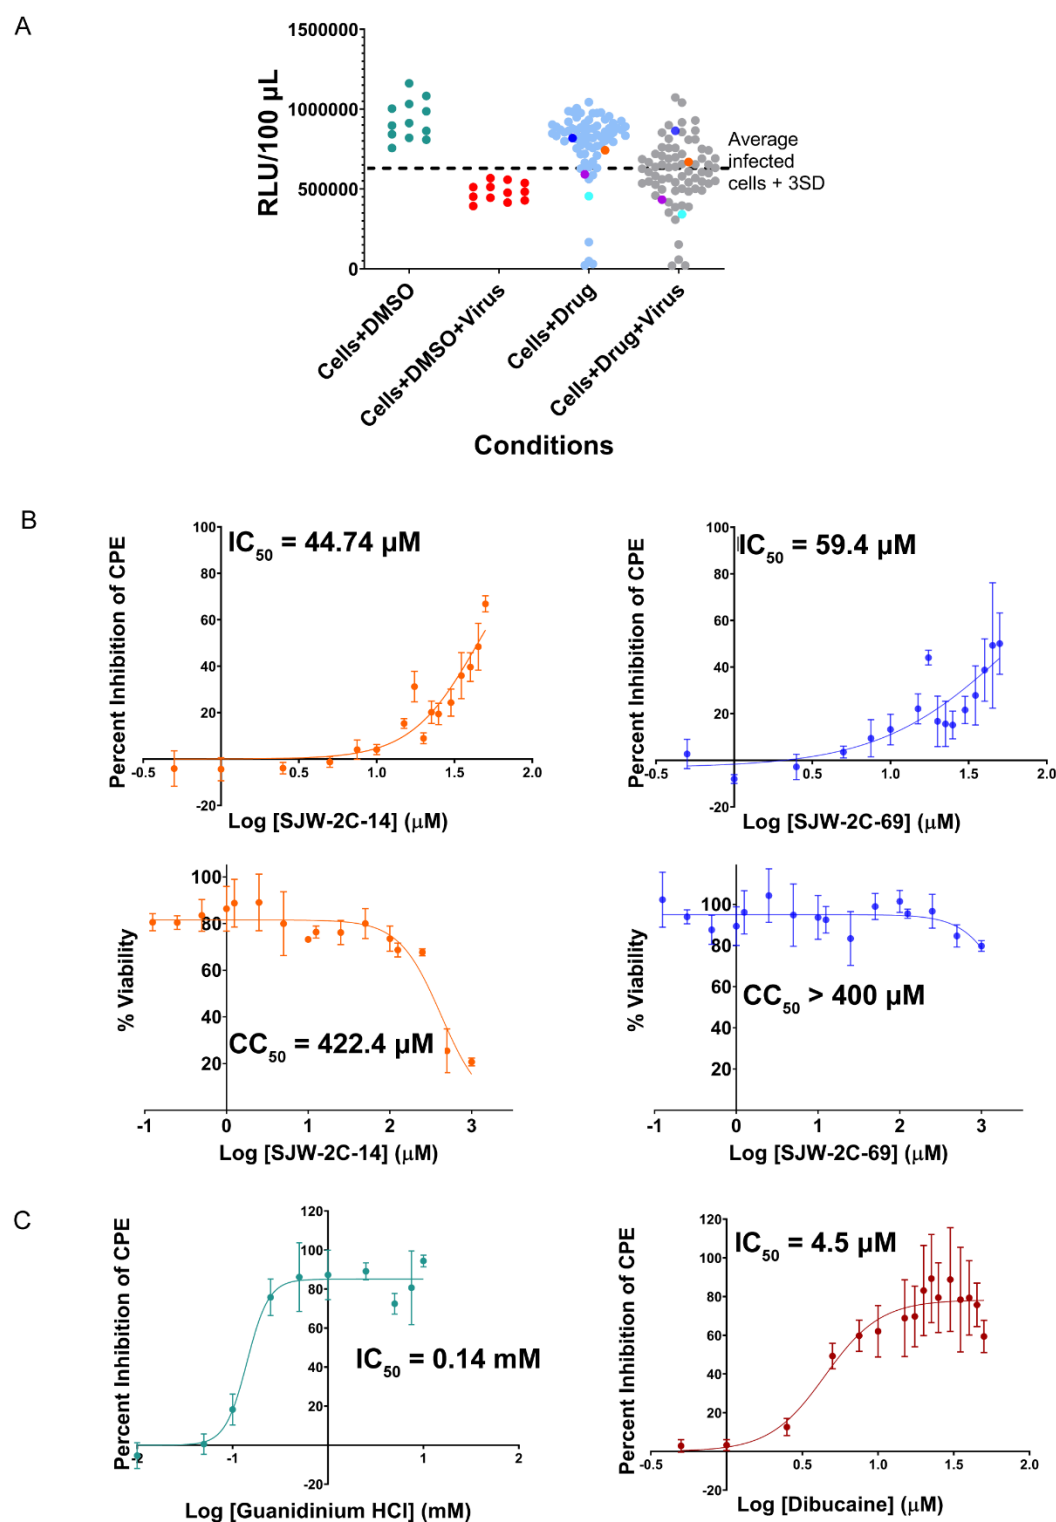 A
RLU/100 µL
1500000
1000000
500000
0
Average
infected
cells + 3SD
Cells+DMSO
Cells+DMSO+Virus
Cells+Drug
Cells+Drug+Virus
Conditions
B
Percent Inhibition of CPE
100
80
60
40
20
-20
-0.5
0.5
1.0
1.5
2.0
IC50 = 44.74 µM
Log [SJW-2C-14] (µM)
Percent Inhibition of CPE
100
80
60
40
20
-20
-0.5
0.5
1.0
1.5
2.0
IC50 = 59.4 µM
Log [SJW-2C-69] (µM)
% Viability
100
80
60
40
20
-1
0
1
2
3
CC50 = 422.4 µM
Log [SJW-2C-14] (µM)
% Viability
100
80
60
40
20
-1
0
1
2
3
CC50 > 400 µM
Log [SJW-2C-69] (µM)
C
Percent Inhibition of CPE
120
100
80
60
40
20
-20
-2
-1
1
2
IC50 = 0.14 mM
Log [Guanidinium HCl] (mM)
Percent Inhibition of CPE
120
100
80
60
40
20
-20
-0.5
0.5
1.0
1.5
2.0
IC50 = 4.5 µM
Log [Dibucaine] (µM)